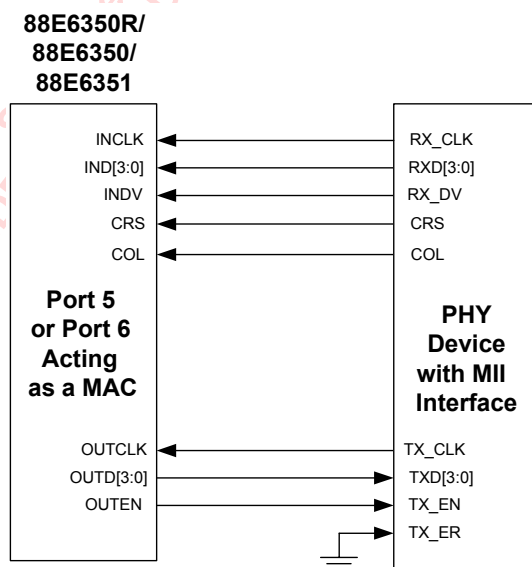 88E6350R/
88E6350/
88E6351
INCLK
IND[3:0]
INDV
CRS
COL
Port 5
or Port 6
Acting
as a MAC
OUTCLK
OUTD[3:0]
OUTEN
RX_CLK
RXD[3:0]
RX_DV
CRS
COL
PHY
Device
with MII
Interface
TX_CLK
TXD[3:0]
TX_EN
TX_ER